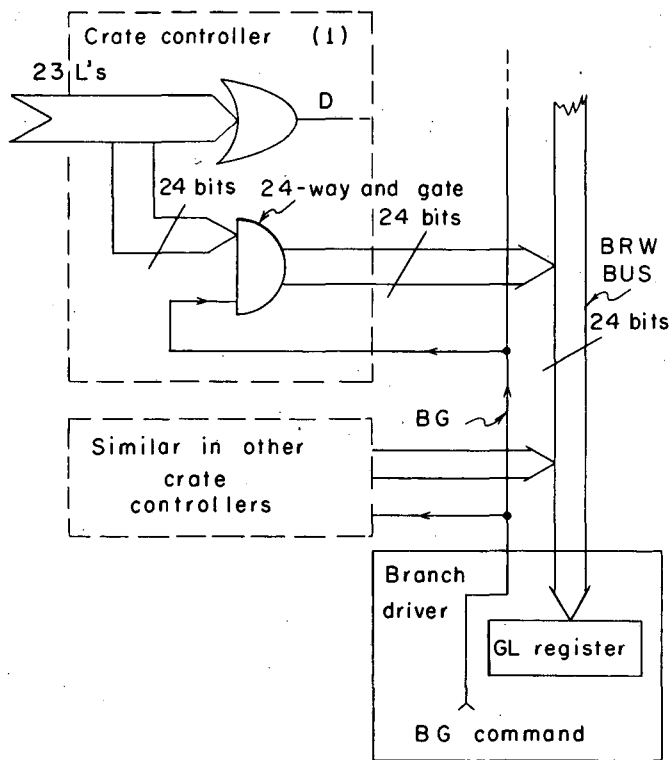 Crate controller (1)
23 L's
D
24 bits
24-way and gate
24 bits
BRW
BUS
24 bits
BG
Similar in other
crate
controllers
Branch
driver
GL register
BG command